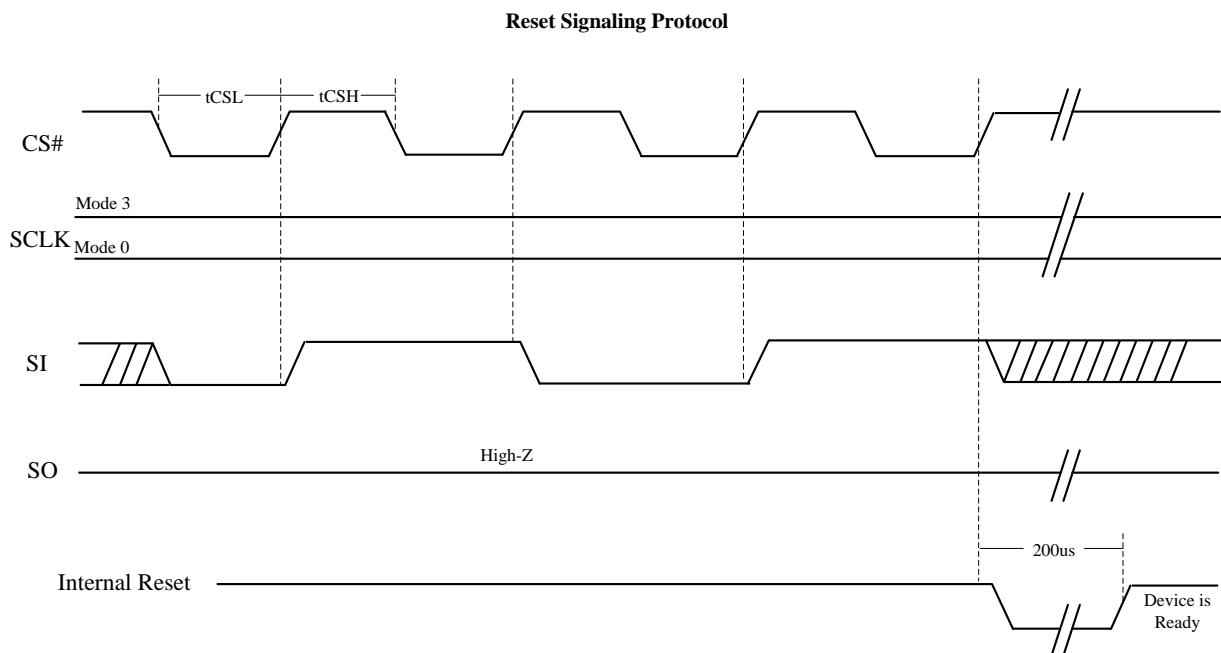 Reset Signaling Protocol
tCSL
tCSH
CS#
Mode 3
SCLK
Mode 0
SI
High-Z
SO
200us
Internal Reset
Device is
Ready